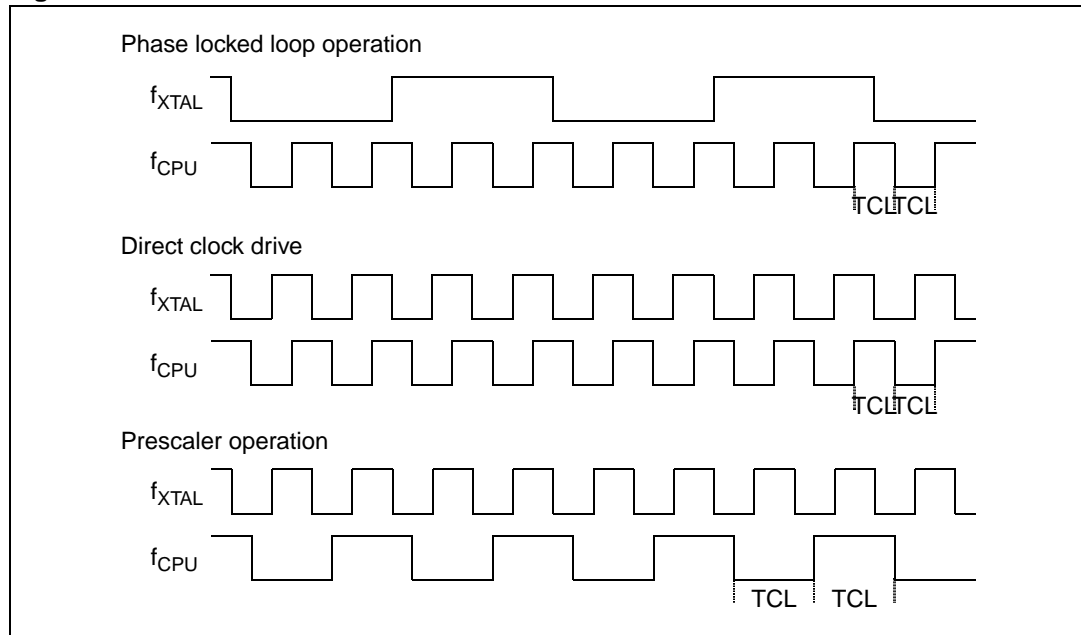 Phase locked loop operation
fXTAL
fCPU
TCL TCL
Direct clock drive
fXTAL
fCPU
TCL TCL
Prescaler operation
fXTAL
fCPU
TCL TCL